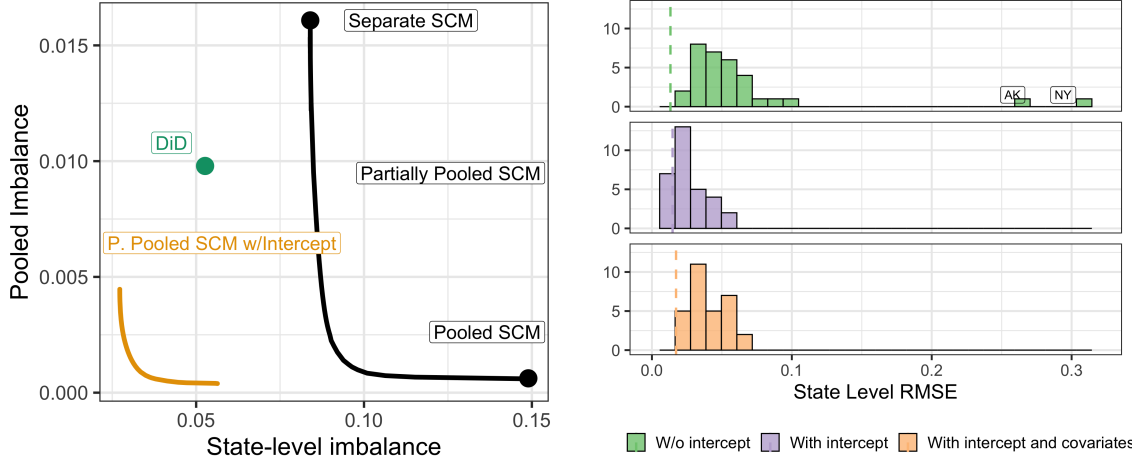 Pooled Imbalance
0.015
0.010
0.005
0.000
Separate SCM
DiD
Partially Pooled SCM
P. Pooled SCM w/Intercept
Pooled SCM
0.05
0.10
0.15
State-level imbalance
10
5
0
AK
NY
10
5
0
10
5
0
0.0
0.1
0.2
0.3
State Level RMSE
W/o intercept
With intercept
With intercept and covariates